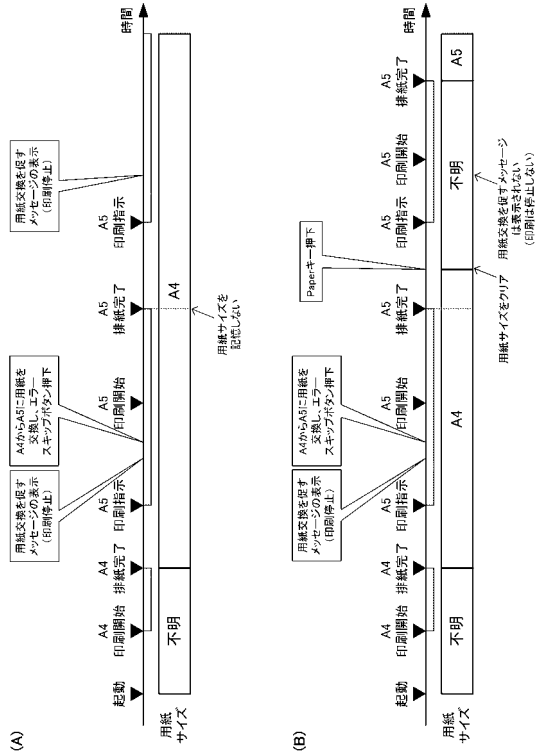 (A)
用紙交換を促す
メッセージの表示
(印刷停止)
A4からA5に用紙を
交換し、エラー
スキップボタン押下
用紙交換を促す
メッセージの表示
(印刷停止)
起動
A4
印刷開始
A4
排紙完了
A5
印刷指示
A5
印刷開始
A5
排紙完了
A5
印刷指示
時間
用紙
サイズ
不明
A4
用紙サイズを
記憶しない
(B)
用紙交換を促す
メッセージの表示
(印刷停止)
A4からA5に用紙を
交換し、エラー
スキップボタン押下
Paperキー押下
起動
A4
印刷開始
A4
排紙完了
A5
印刷指示
A5
印刷開始
A5
排紙完了
A5
印刷指示
A5
印刷開始
A5
排紙完了
時間
用紙
サイズ
不明
A4
不明
A5
用紙サイズをクリア
用紙交換を促すメッセージ
は表示されない
(印刷は停止しない)